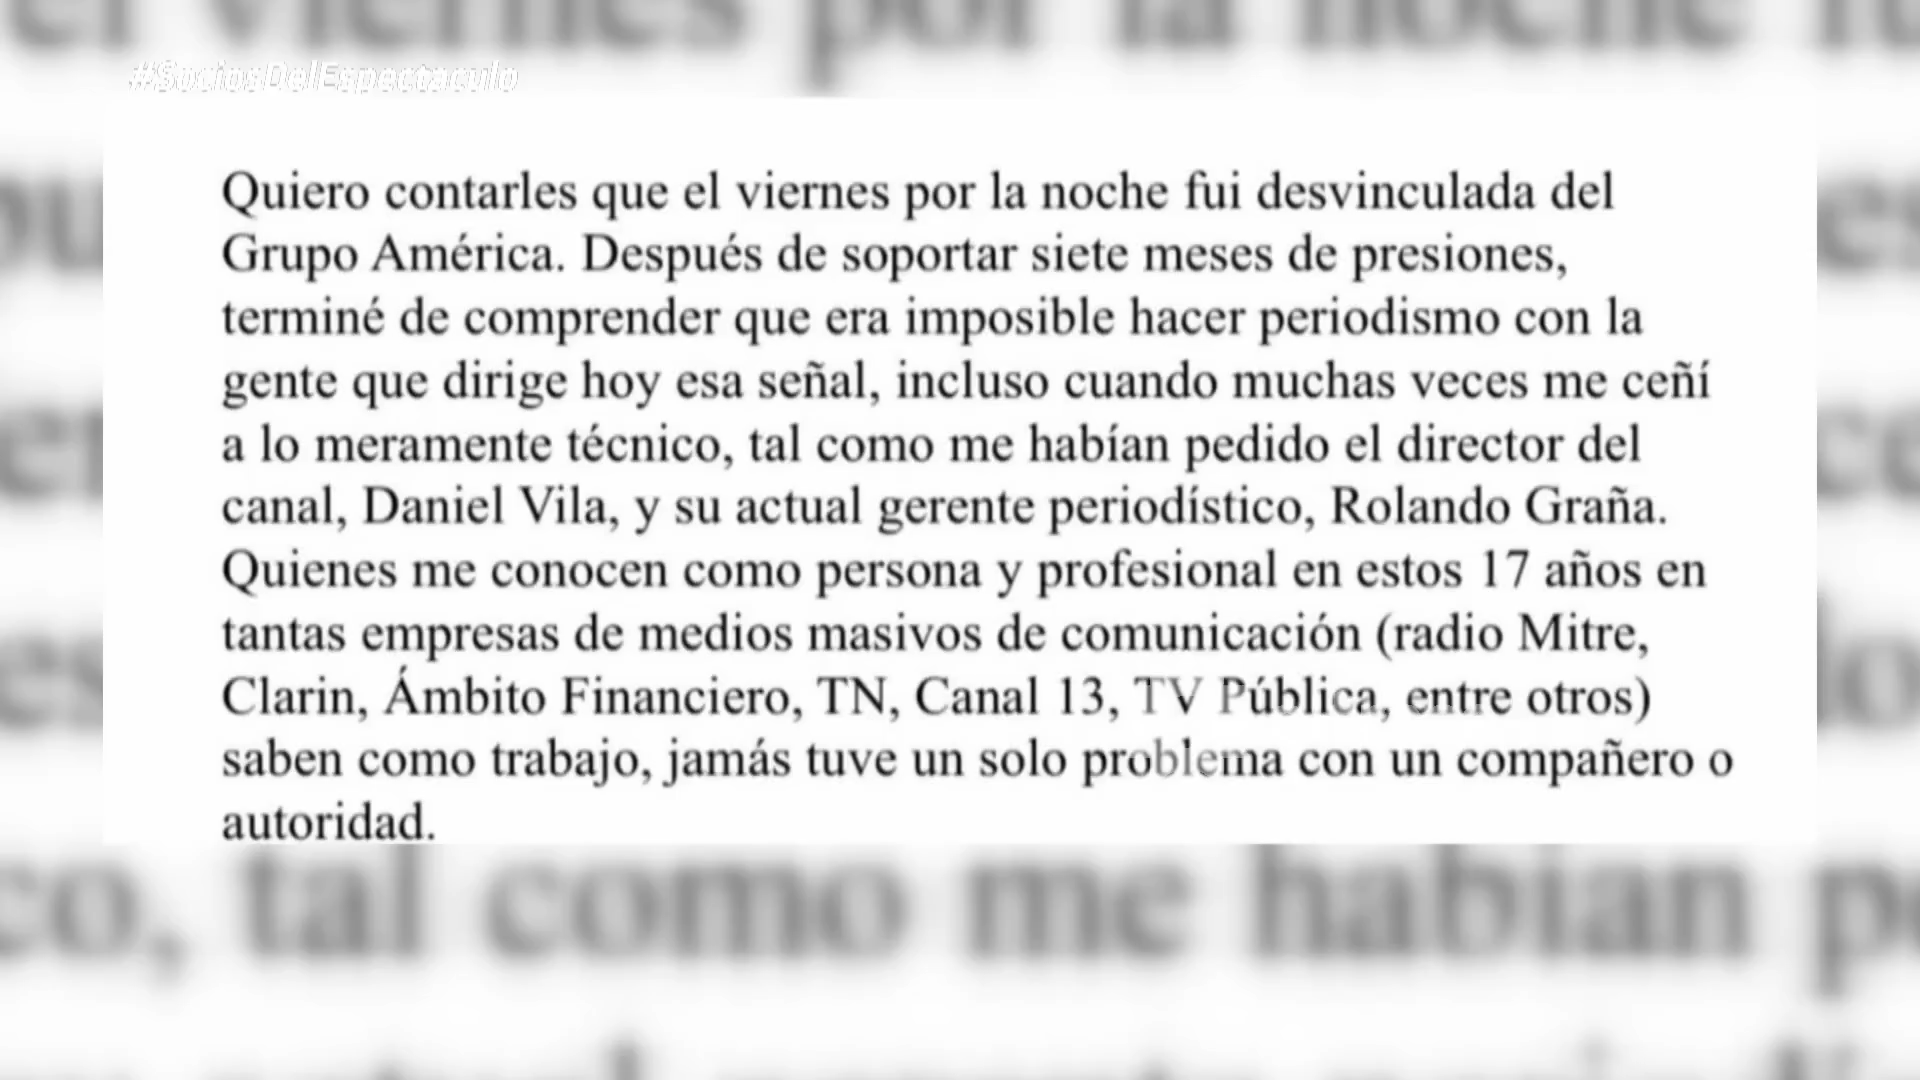 #SociosDelEspectaculo
Quiero contarles que el viernes por la noche fui desvinculada del
Grupo América. Después de soportar siete meses de presiones,
terminé de comprender que era imposible hacer periodismo con la
gente que dirige hoy esa señal, incluso cuando muchas veces me ceñí
a lo meramente técnico, tal como me habían pedido el director del
canal, Daniel Vila, y su actual gerente periodístico, Rolando Graña.
Quienes me conocen como persona y profesional en estos 17 años en
tantas empresas de medios masivos de comunicación (radio Mitre,
Clarin, Ámbito Financiero, TN, Canal 13, TV Pública, entre otros)
saben como trabajo, jamás tuve un solo problema con un compañero o
autoridad.